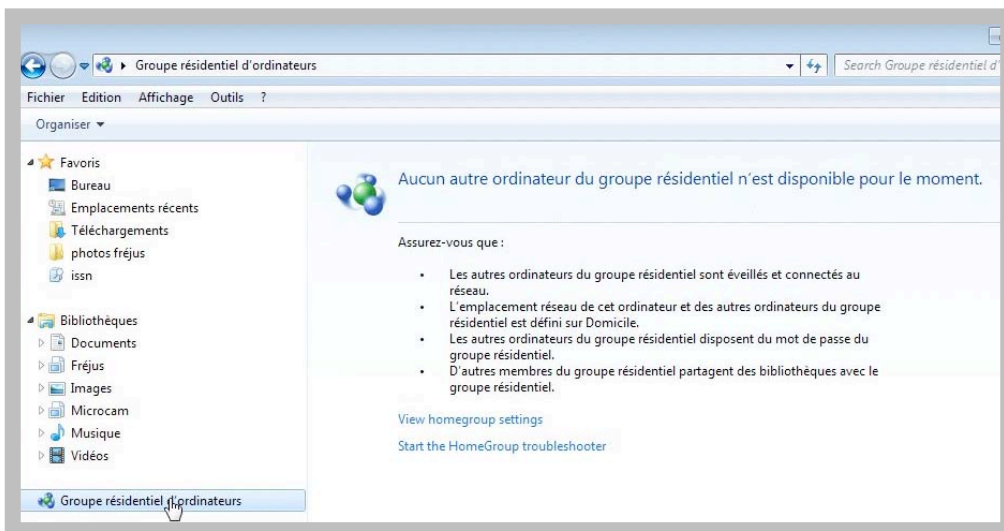 Groupe résidentiel d'ordinateurs
Search Groupe résidentiel d'
Fichier Edition Affichage Outils ?
Organiser
Favoris
Bureau
Emplacements récents
Téléchargements
photos fréjus
issn
Bibliothèques
Documents
Fréjus
Images
Microcam
Musique
Vidéos
Groupe résidentiel d'ordinateurs
Aucun autre ordinateur du groupe résidentiel n'est disponible pour le moment.
Assurez-vous que :
• Les autres ordinateurs du groupe résidentiel sont éveillés et connectés au
réseau.
• L'emplacement réseau de cet ordinateur et des autres ordinateurs du groupe
résidentiel est défini sur Domicile.
• Les autres ordinateurs du groupe résidentiel disposent du mot de passe du
groupe résidentiel.
• D'autres membres du groupe résidentiel partagent des bibliothèques avec le
groupe résidentiel.
View homegroup settings
Start the HomeGroup troubleshooter